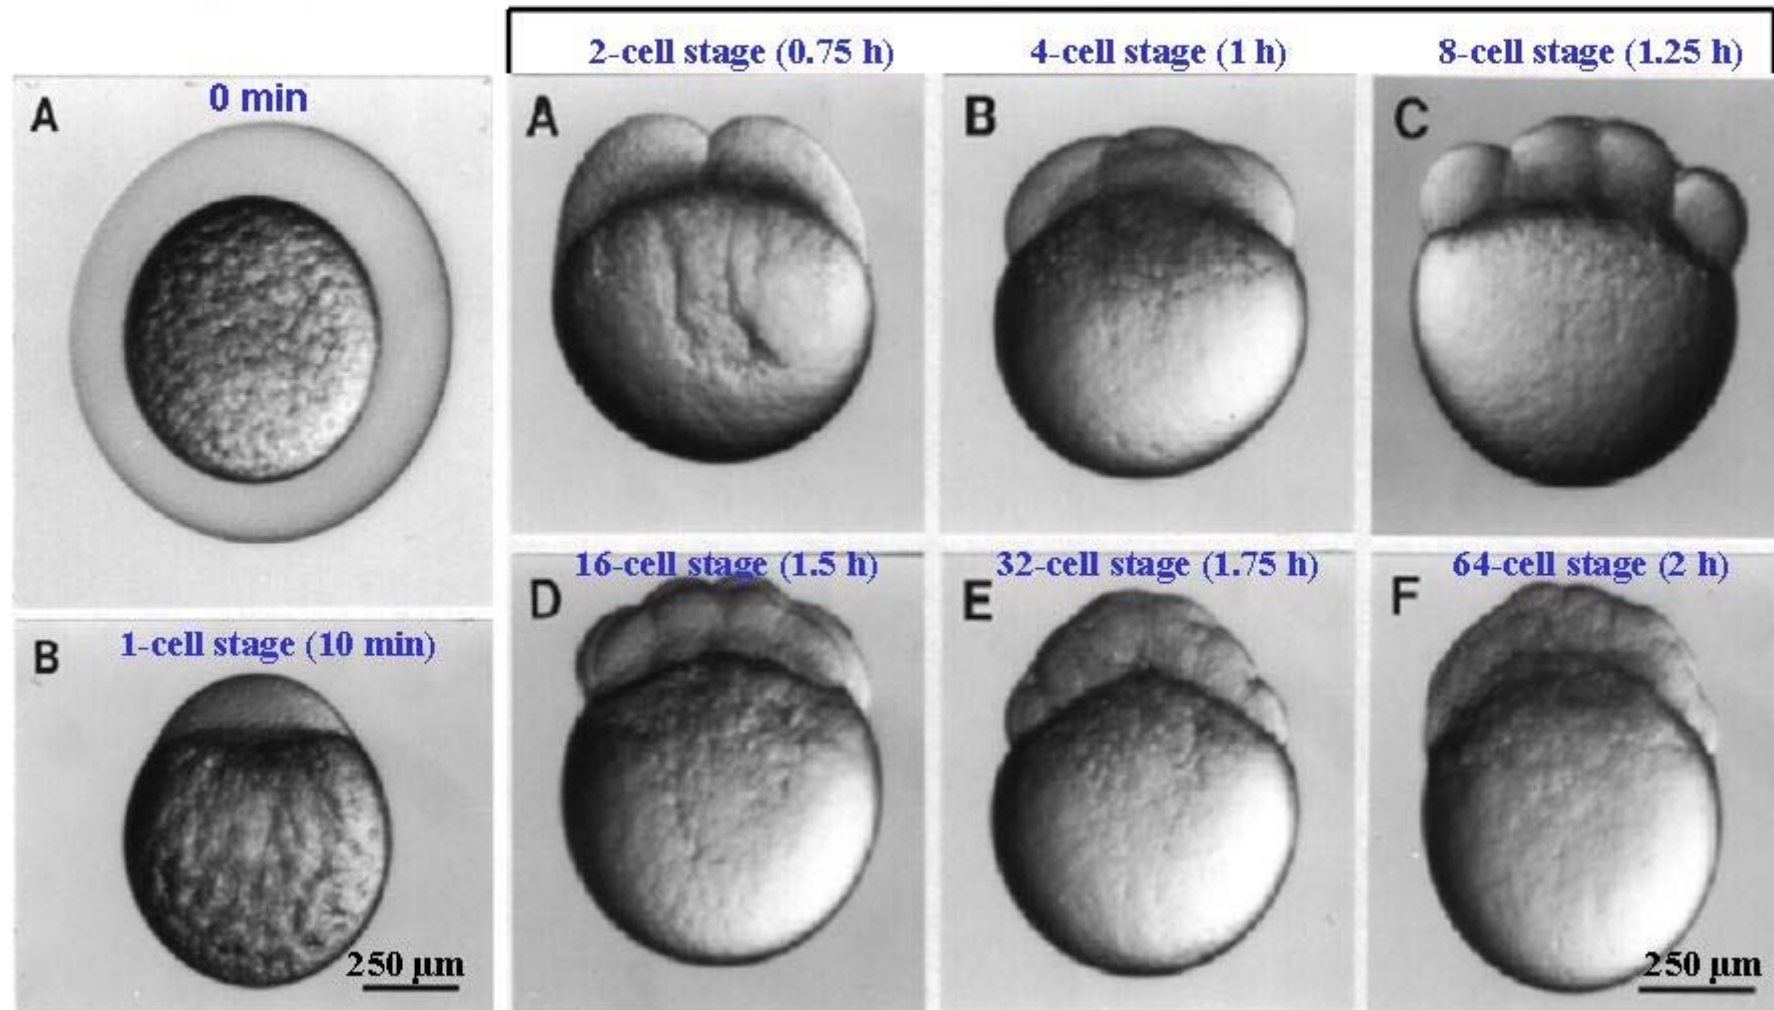 2-cell stage (0.75 h)
4-cell stage (1 h)
8-cell stage (1.25 h)
A
0 min
A
B
C
16-cell stage (1.5 h)
32-cell stage (1.75 h)
64-cell stage (2 h)
D
E
F
B
1-cell stage (10 min)
250 μm
250 μm